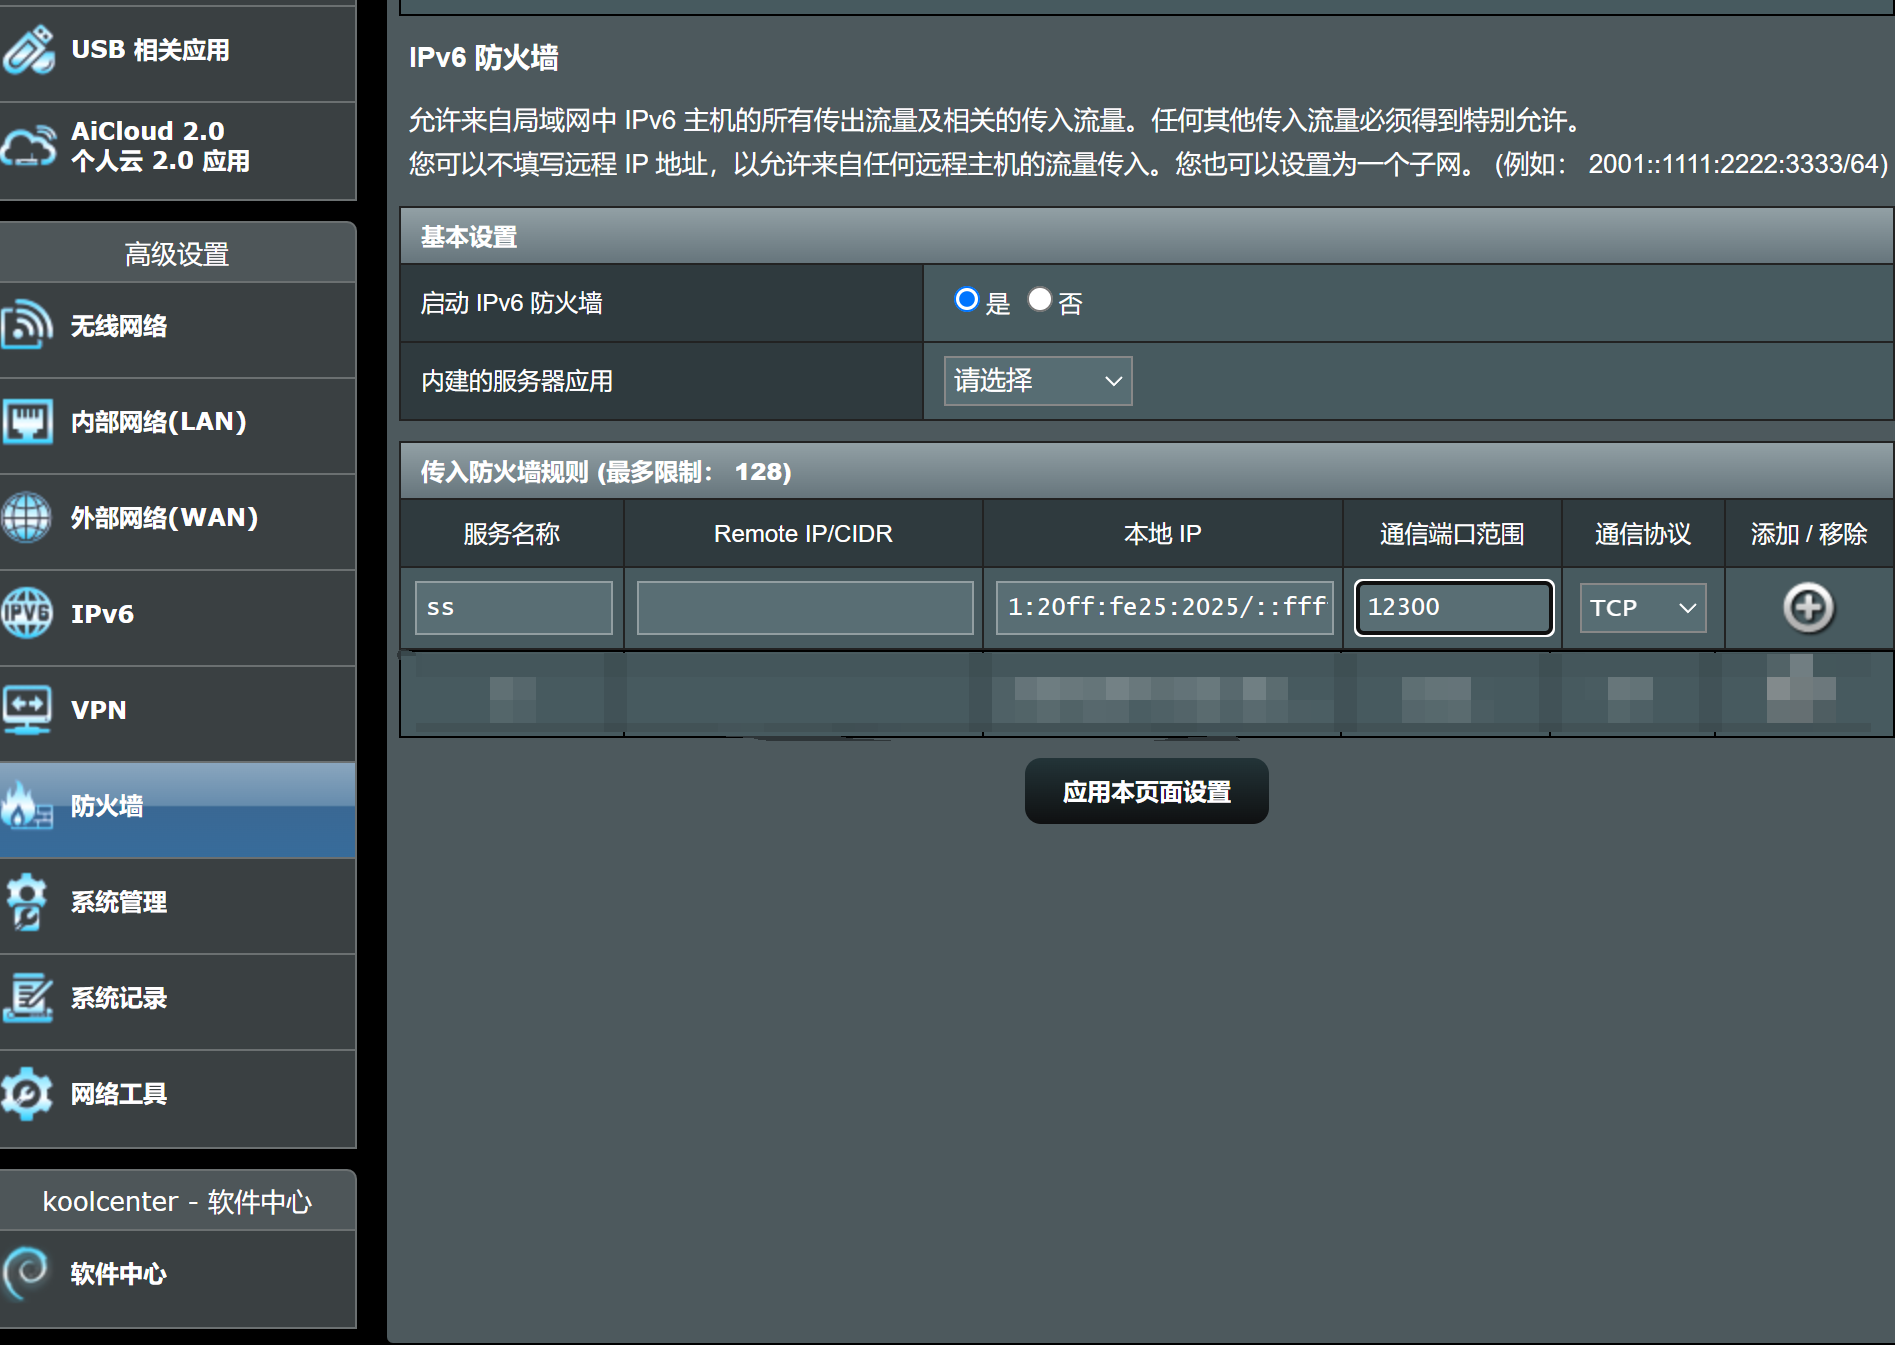 USB 相关应用
AiCloud 2.0
个人云 2.0 应用
高级设置
无线网络
内部网络(LAN)
外部网络(WAN)
IPv6
VPN
防火墙
系统管理
系统记录
网络工具
koolcenter - 软件中心
软件中心
IPv6 防火墙
允许来自局域网中 IPv6 主机的所有传出流量及相关的传入流量。任何其他传入流量必须得到特别允许。
您可以不填写远程 IP 地址，以允许来自任何远程主机的流量传入。您也可以设置为一个子网。 (例如： 2001::1111:2222:3333/64)
基本设置
启动 IPv6 防火墙 是 否
内建的服务器应用 请选择
传入防火墙规则 (最多限制： 128)
服务名称 Remote IP/CIDR 本地 IP 通信端口范围 通信协议 添加 / 移除
ss 1:20ff:fe25:2025/::fff 12300 TCP
应用本页面设置